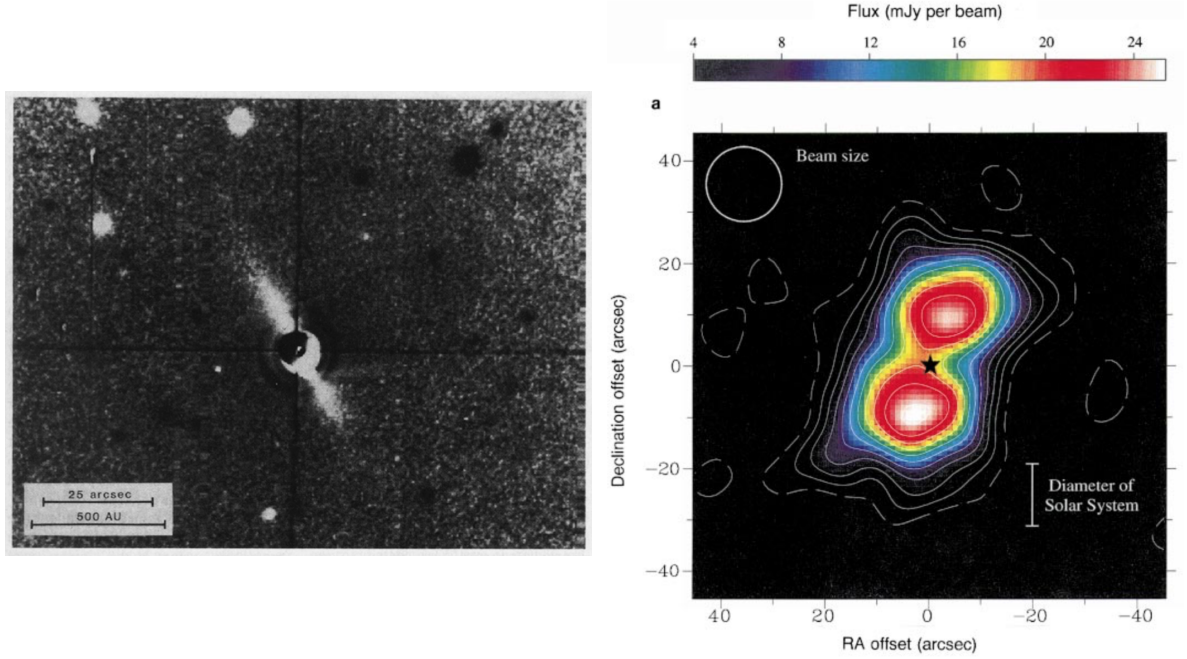 25 arcsec
500 AU
Flux (mJy per beam)
4 8 12 16 20 24
a
Beam size
40
20
0
−20
−40
Declination offset (arcsec)
Diameter of
Solar System
40 20 0 −20 −40
RA offset (arcsec)